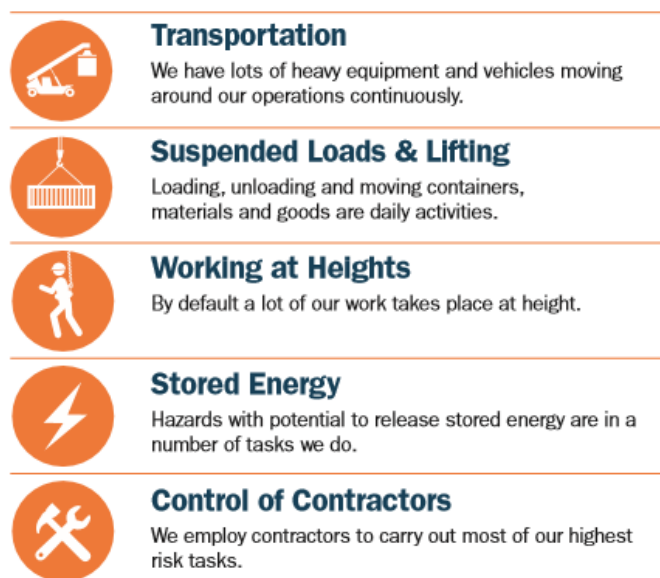 Transportation
We have lots of heavy equipment and vehicles moving
around our operations continuously.
Suspended Loads & Lifting
Loading, unloading and moving containers,
materials and goods are daily activities.
Working at Heights
By default a lot of our work takes place at height.
Stored Energy
Hazards with potential to release stored energy are in a
number of tasks we do.
Control of Contractors
We employ contractors to carry out most of our highest
risk tasks.